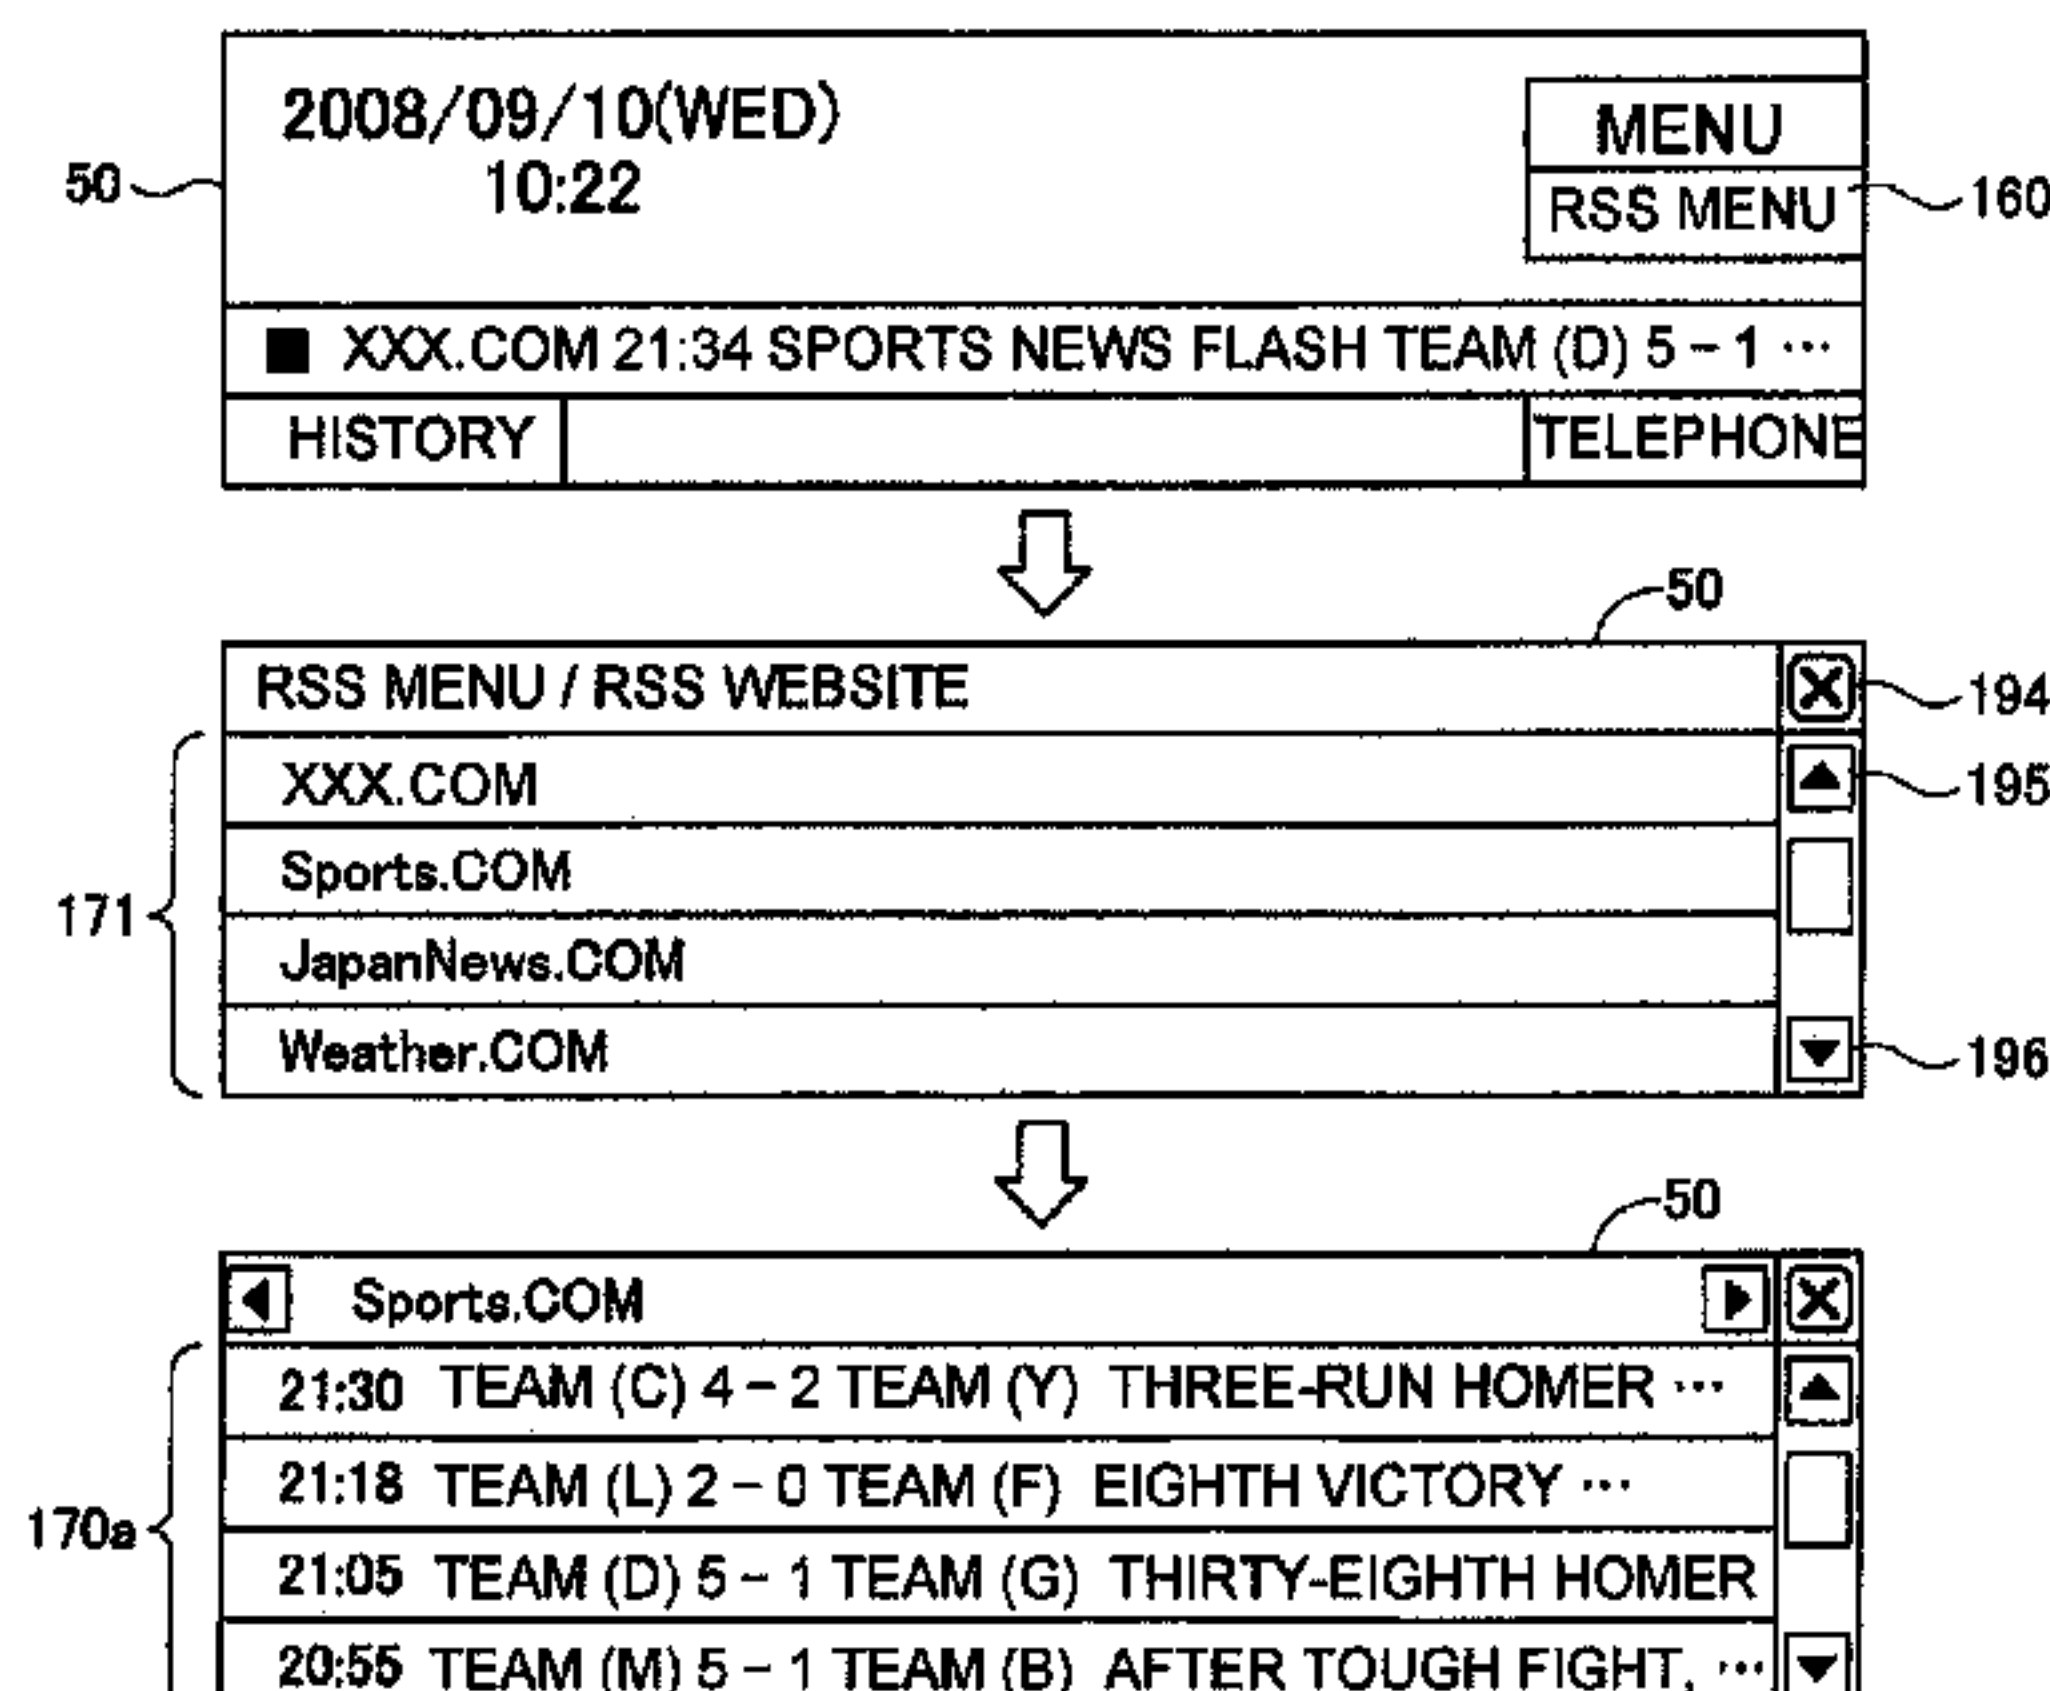 2008/09/10(WED)
10:22
MENU
50
RSS MENU
160
■ XXX.COM 21:34 SPORTS NEWS FLASH TEAM (D) 5 – 1 ···
HISTORY
TELEPHONE
50
RSS MENU / RSS WEBSITE
194
XXX.COM
195
Sports.COM
171
JapanNews.COM
Weather.COM
196
50
Sports.COM
21:30 TEAM (C) 4 – 2 TEAM (Y) THREE-RUN HOMER ···
21:18 TEAM (L) 2 – 0 TEAM (F) EIGHTH VICTORY ···
170a
21:05 TEAM (D) 5 – 1 TEAM (G) THIRTY-EIGHTH HOMER
20:55 TEAM (M) 5 – 1 TEAM (B) AFTER TOUGH FIGHT, ···